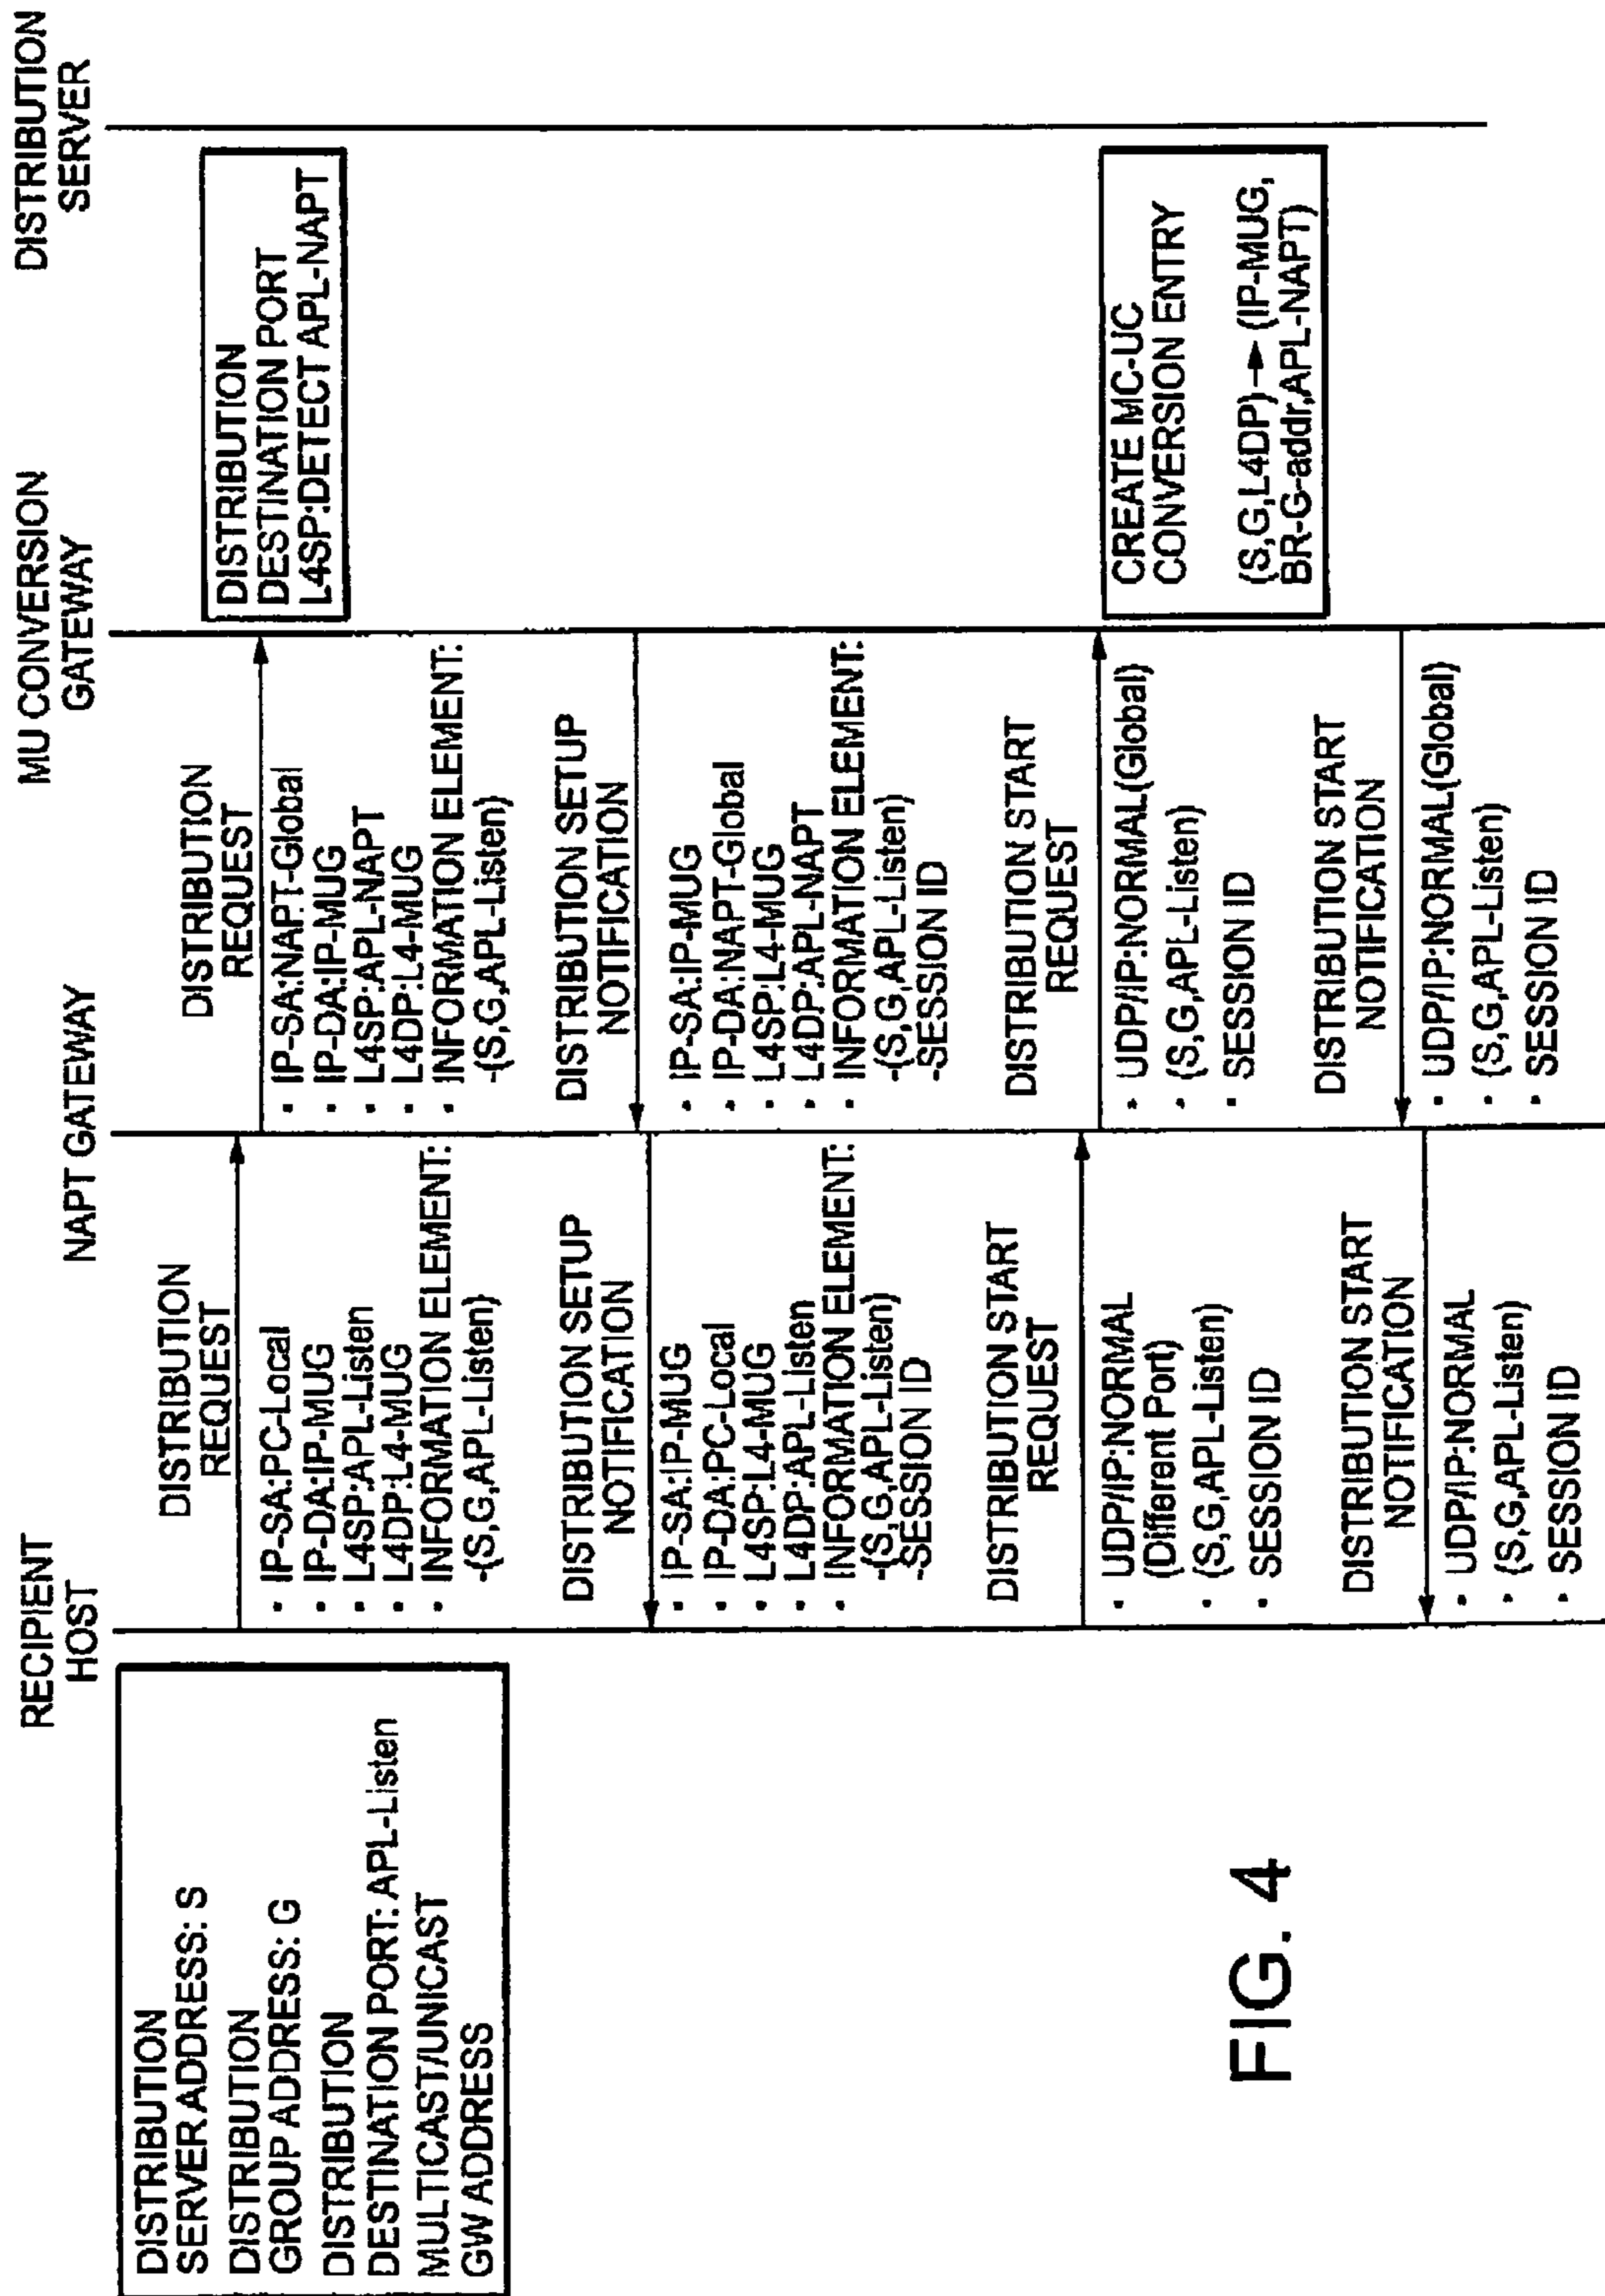 RECIPIENT
HOST
NAPT GATEWAY
MU CONVERSION
GATEWAY
DISTRIBUTION
SERVER
DISTRIBUTION
SERVER ADDRESS: S
DISTRIBUTION
GROUP ADDRESS: G
DISTRIBUTION
DESTINATION PORT: APL-Listen
MULTICAST/UNICAST
GW ADDRESS
DISTRIBUTION
REQUEST
• IP-SA:PC-Local
• IP-DA:IP-MUG
• L4SP:APL-Listen
• L4DP:L4-MUG
• INFORMATION ELEMENT:
-(S,G,APL-Listen)
DISTRIBUTION
REQUEST
• IP-SA:NAPT-Global
• IP-DA:IP-MUG
• L4SP:APL-NAPT
• L4DP:L4-MUG
• INFORMATION ELEMENT:
-(S,G,APL-Listen)
DISTRIBUTION
DESTINATION PORT
L4SP:DETECT APL-NAPT
DISTRIBUTION SETUP
NOTIFICATION
• IP-SA:IP-MUG
• IP-DA:PC-Local
• L4SP:L4-MUG
• L4DP:APL-Listen
• INFORMATION ELEMENT:
-(S,G,APL-Listen)
-SESSION ID
DISTRIBUTION SETUP
NOTIFICATION
• IP-SA:IP-MUG
• IP-DA:NAPT-Global
• L4SP:L4-MUG
• L4DP:APL-NAPT
• INFORMATION ELEMENT:
-(S,G,APL-Listen)
-SESSION ID
DISTRIBUTION START
REQUEST
• UDP/IP:NORMAL
(Different Port)
• (S,G,APL-Listen)
• SESSION ID
DISTRIBUTION START
REQUEST
• UDP/IP:NORMAL(Global)
• (S,G,APL-Listen)
• SESSION ID
CREATE MC-UC
CONVERSION ENTRY
(S,G,L4DP)→(IP-MUG,
BR-G-addr,APL-NAPT)
DISTRIBUTION START
NOTIFICATION
• UDP/IP:NORMAL
• (S,G,APL-Listen)
• SESSION ID
DISTRIBUTION START
NOTIFICATION
• UDP/IP:NORMAL(Global)
• (S,G,APL-Listen)
• SESSION ID
FIG. 4